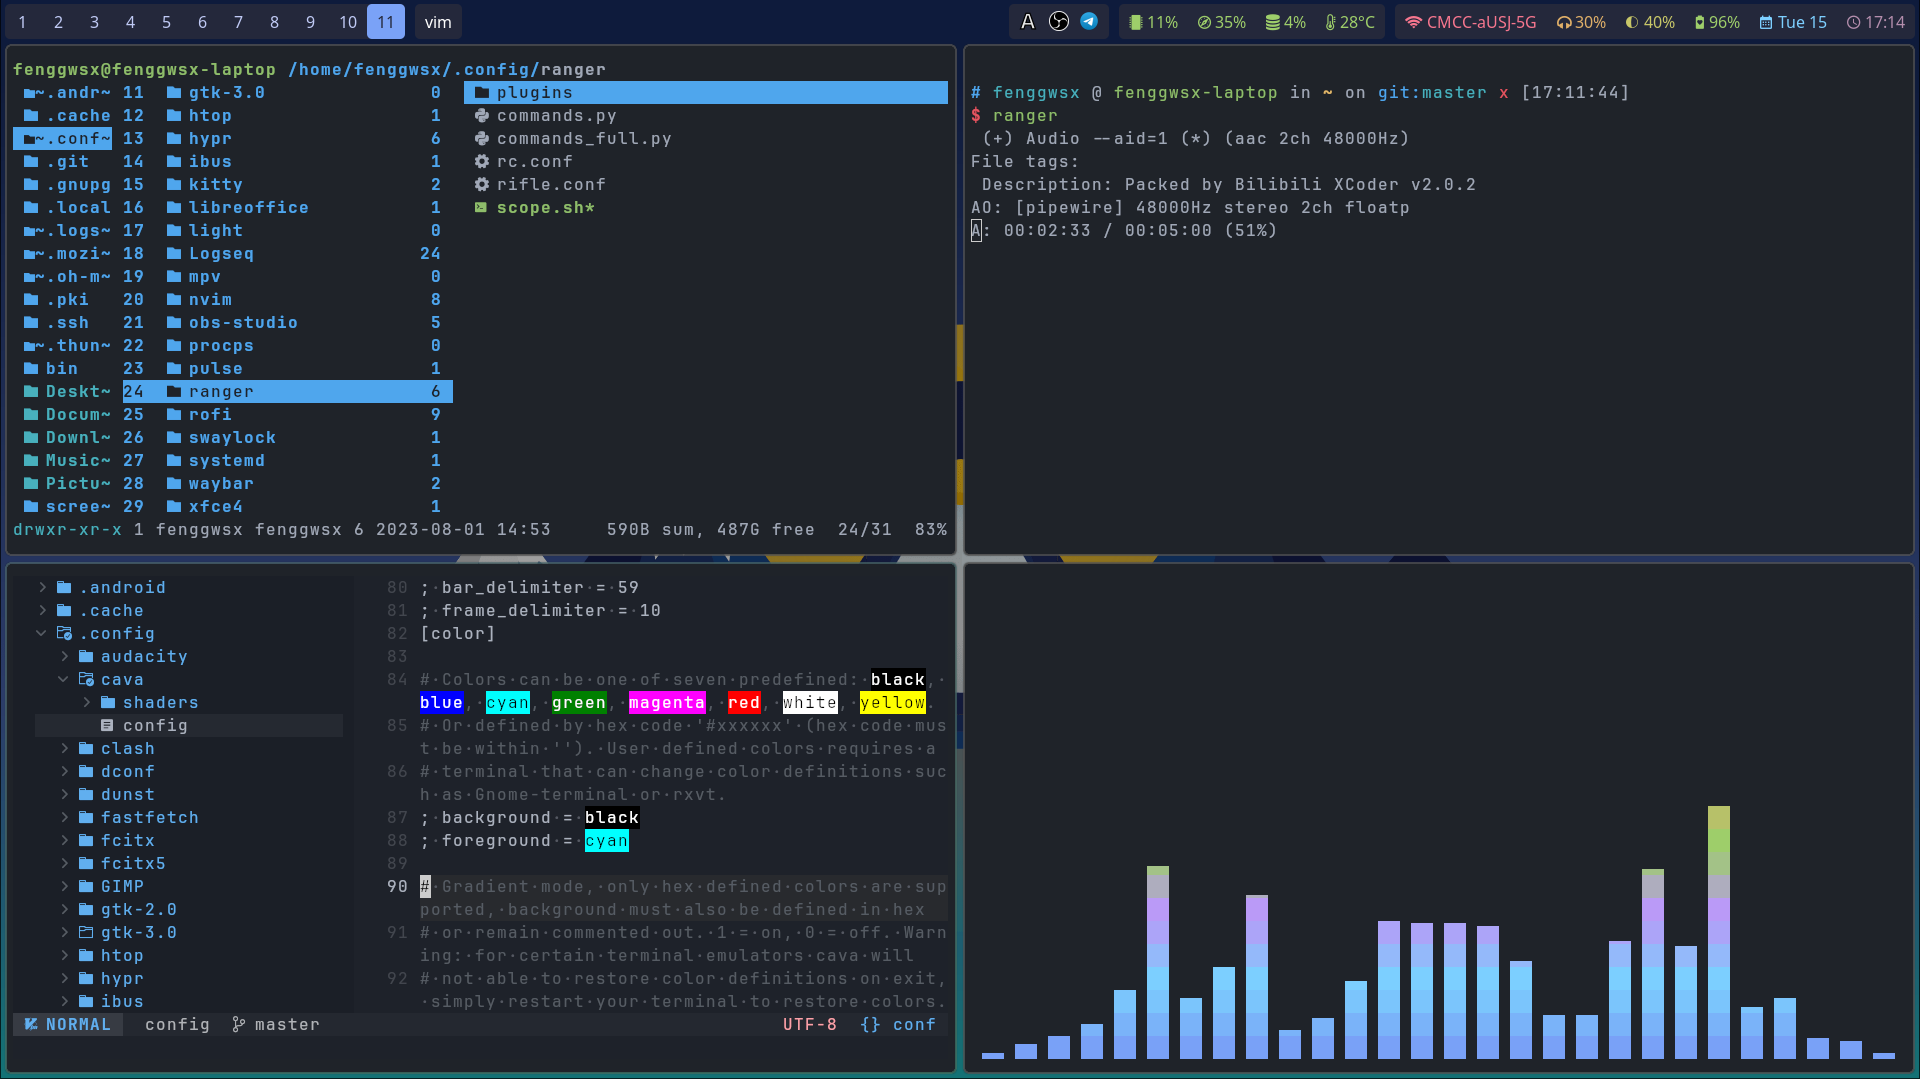 1 2 3 4 5 6 7 8 9 10 11 vim
A 11% 35% 4% 28°C CMCC-aUSJ-5G 30% 40% 96% Tue 15 17:14
fenggwsx@fenggwsx-laptop /home/fenggwsx/.config/ranger
~.andr~ 11 gtk-3.0 0 plugins
.cache 12 htop 1 commands.py
~.conf~ 13 hypr 6 commands_full.py
.git 14 ibus 1 rc.conf
.gnupg 15 kitty 2 rifle.conf
.local 16 libreoffice 1 scope.sh*
~.logs~ 17 light 0
~.mozi~ 18 Logseq 24
~.oh-m~ 19 mpv 0
.pki 20 nvim 8
.ssh 21 obs-studio 5
~.thun~ 22 procps 0
bin 23 pulse 1
Deskt~ 24 ranger 6
Docum~ 25 rofi 9
Downl~ 26 swaylock 1
Music~ 27 systemd 1
Pictu~ 28 waybar 2
scree~ 29 xfce4 1
drwxr-xr-x 1 fenggwsx fenggwsx 6 2023-08-01 14:53 590B sum, 487G free 24/31 83%
# fenggwsx @ fenggwsx-laptop in ~ on git:master x [17:11:44]
$ ranger
(+) Audio --aid=1 (*) (aac 2ch 48000Hz)
File tags:
Description: Packed by Bilibili XCoder v2.0.2
AO: [pipewire] 48000Hz stereo 2ch floatp
A: 00:02:33 / 00:05:00 (51%)
.android
.cache
.config
audacity
cava
shaders
config
clash
dconf
dunst
fastfetch
fcitx
fcitx5
GIMP
gtk-2.0
gtk-3.0
htop
hypr
ibus
80 ;·bar_delimiter·=·59
81 ;·frame_delimiter·=·10
82 [color]
83
84 #·Colors·can·be·one·of·seven·predefined:·black,·
blue,·cyan,·green,·magenta,·red,·white,·yellow.
85 #·Or·defined·by·hex·code·'#xxxxxx'·(hex·code·mus
t·be·within·'').·User·defined·colors·requires·a
86 #·terminal·that·can·change·color·definitions·suc
h·as·Gnome-terminal·or·rxvt.
87 ;·background·=·black
88 ;·foreground·=·cyan
89
90 #·Gradient·mode,·only·hex·defined·colors·are·sup
ported,·background·must·also·be·defined·in·hex
91 #·or·remain·commented·out.·1·=·on,·0·=·off.·Warn
ing:·for·certain·terminal·emulators·cava·will
92 #·not·able·to·restore·color·definitions·on·exit,
·simply·restart·your·terminal·to·restore·colors.
NORMAL config master UTF-8 {} conf